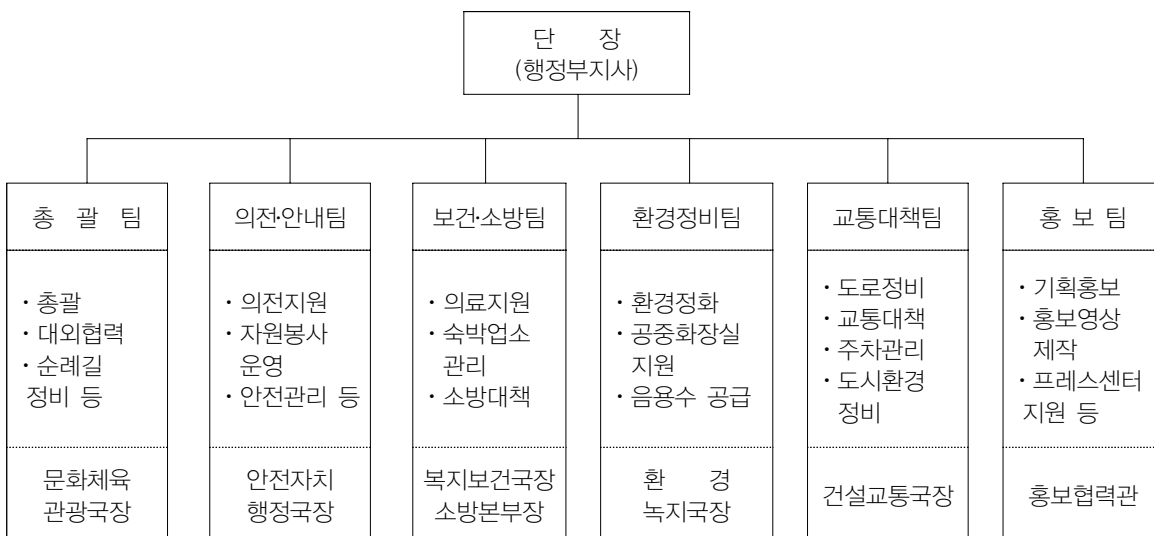 단 장
(행정부지사)
총 괄 팀
· 총괄
· 대외협력
· 순례길
정비 등
문화체육
관광국장
의전·안내팀
· 의전지원
· 자원봉사
운영
· 안전관리 등
안전자치
행정국장
보건·소방팀
· 의료지원
· 숙박업소
관리
· 소방대책
복지보건국장
소방본부장
환경정비팀
· 환경정화
· 공중화장실
지원
· 음용수 공급
환 경
녹지국장
교통대책팀
· 도로정비
· 교통대책
· 주차관리
· 도시환경
정비
건설교통국장
홍 보 팀
· 기획홍보
· 홍보영상
제작
· 프레스센터
지원 등
홍보협력관